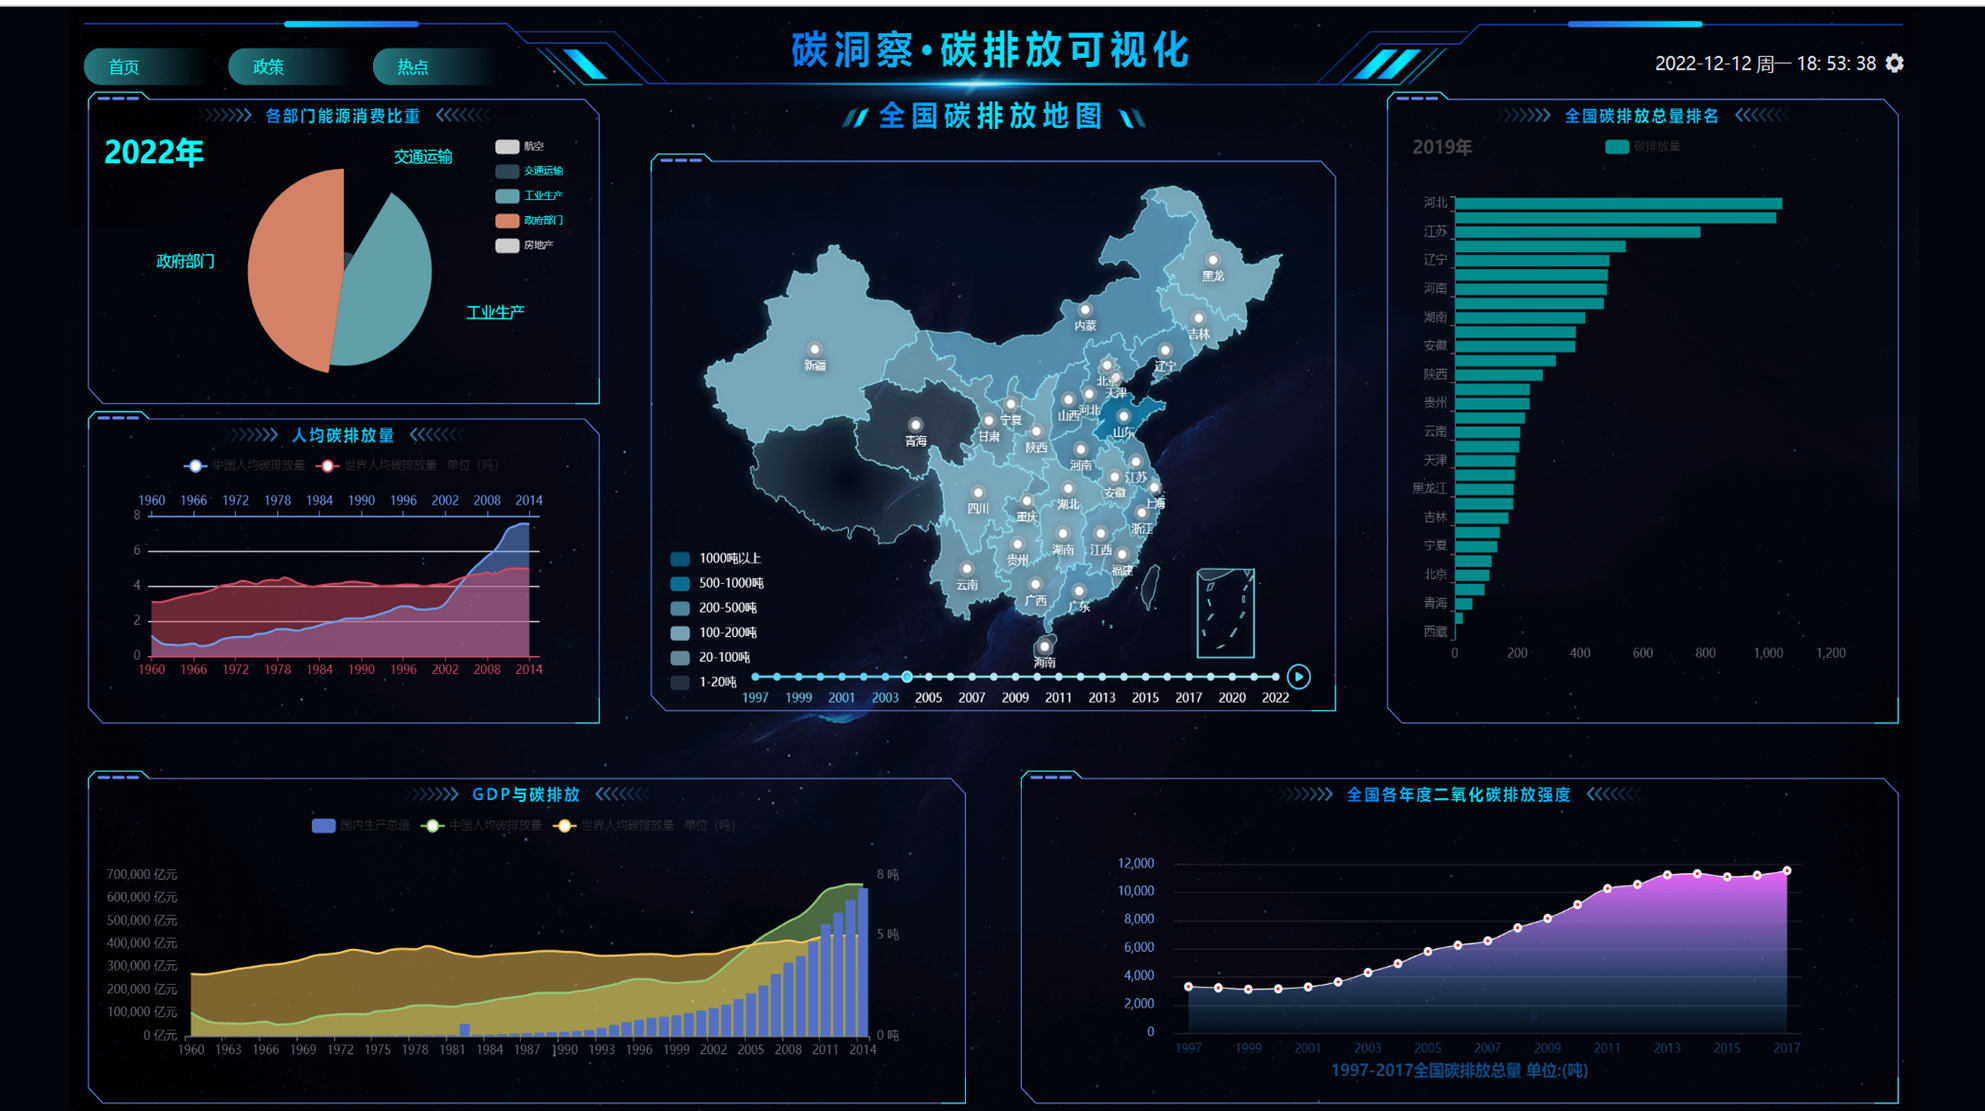 碳洞察·碳排放可视化
首页 政策 热点
2022-12-12 周一 18: 53: 38
各部门能源消费比重
2022年
航空
交通运输
工业生产
政府部门
房地产
交通运输
政府部门
工业生产
人均碳排放量
中国人均碳排放量 世界人均碳排放量 单位（吨）
1960 1966 1972 1978 1984 1990 1996 2002 2008 2014
8
6
4
2
0
1960 1966 1972 1978 1984 1990 1996 2002 2008 2014
全国碳排放地图
黑龙
内蒙
吉林
新疆
辽宁
北京
天津
山西
河北
宁夏
山东
青海
甘肃
陕西
河南
江苏
安徽
上海
四川
重庆
湖北
浙江
湖南
江西
贵州
福建
云南
广西
广东
海南
1000吨以上
500-1000吨
200-500吨
100-200吨
20-100吨
1-20吨
1997 1999 2001 2003 2005 2007 2009 2011 2013 2015 2017 2020 2022
全国碳排放总量排名
2019年
碳排放量
河北
江苏
辽宁
河南
湖南
安徽
陕西
贵州
云南
天津
黑龙江
吉林
宁夏
北京
青海
西藏
0 200 400 600 800 1,000 1,200
GDP与碳排放
国内生产总值 中国人均碳排放量 世界人均碳排放量 单位（吨）
700,000 亿元
600,000 亿元
500,000 亿元
400,000 亿元
300,000 亿元
200,000 亿元
100,000 亿元
0 亿元
8 吨
5 吨
0 吨
1960 1963 1966 1969 1972 1975 1978 1981 1984 1987 1990 1993 1996 1999 2002 2005 2008 2011 2014
全国各年度二氧化碳排放强度
12,000
10,000
8,000
6,000
4,000
2,000
0
1997 1999 2001 2003 2005 2007 2009 2011 2013 2015 2017
1997-2017全国碳排放总量 单位:(吨)